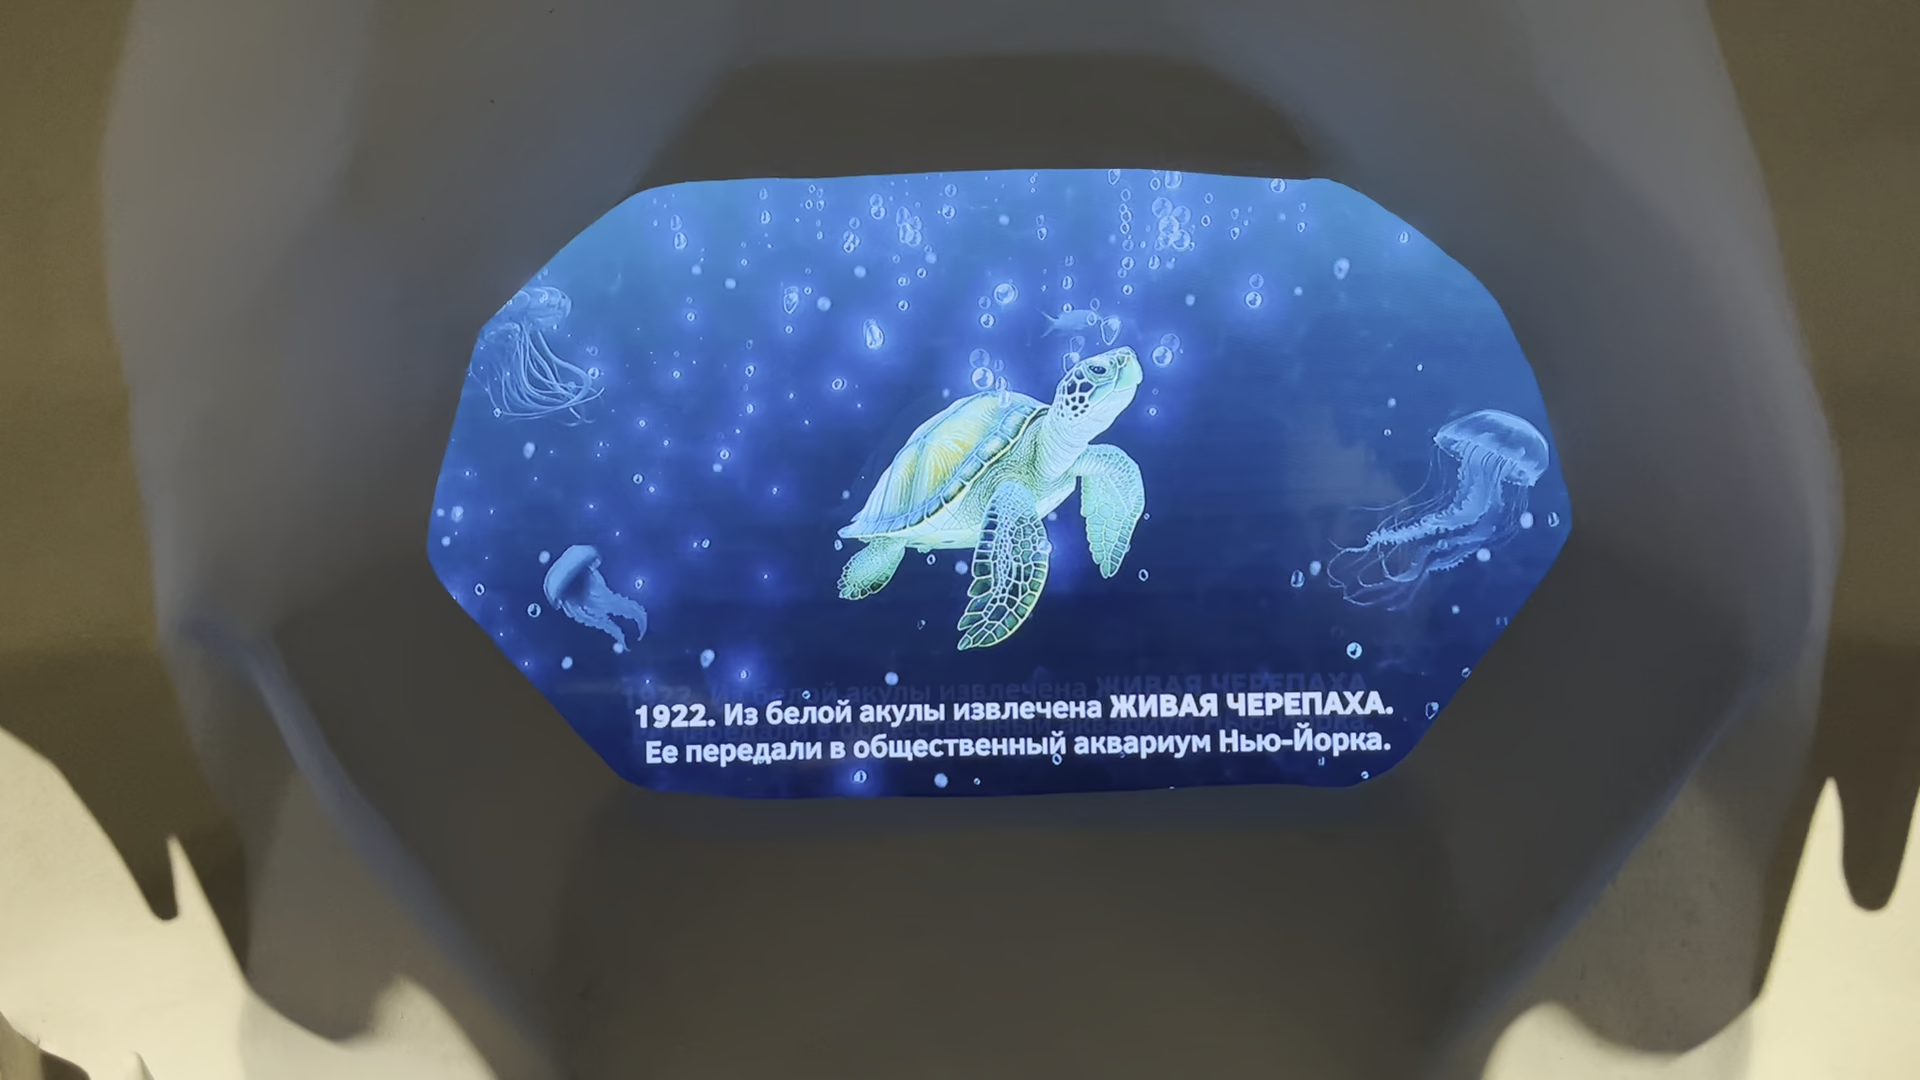 1922. Из белой акулы извлечена ЖИВАЯ ЧЕРЕПАХА.
Ее передали в общественный аквариум Нью-Йорка.